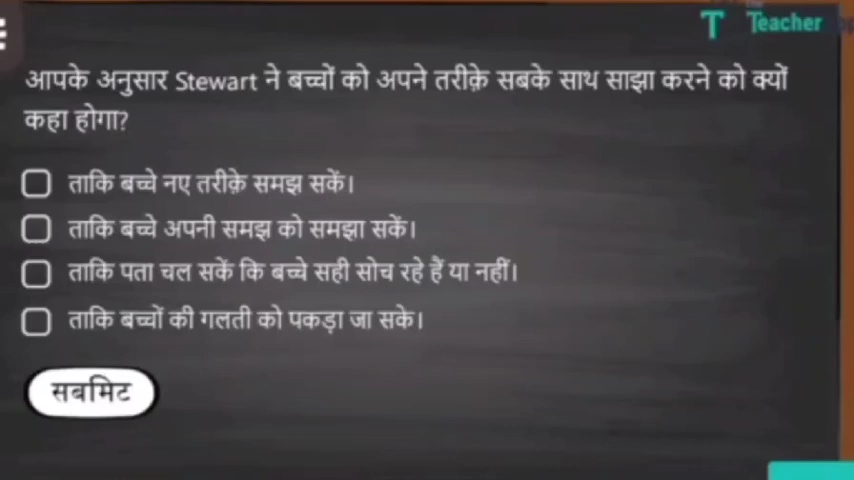 Teacher
आपके अनुसार Stewart ने बच्चों को अपने तरीक़े सबके साथ साझा करने को क्यों
कहा होगा?
ताकि बच्चे नए तरीक़े समझ सकें।
ताकि बच्चे अपनी समझ को समझा सकें।
ताकि पता चल सकें कि बच्चे सही सोच रहे हैं या नहीं।
ताकि बच्चों की गलती को पकड़ा जा सके।
सबमिट